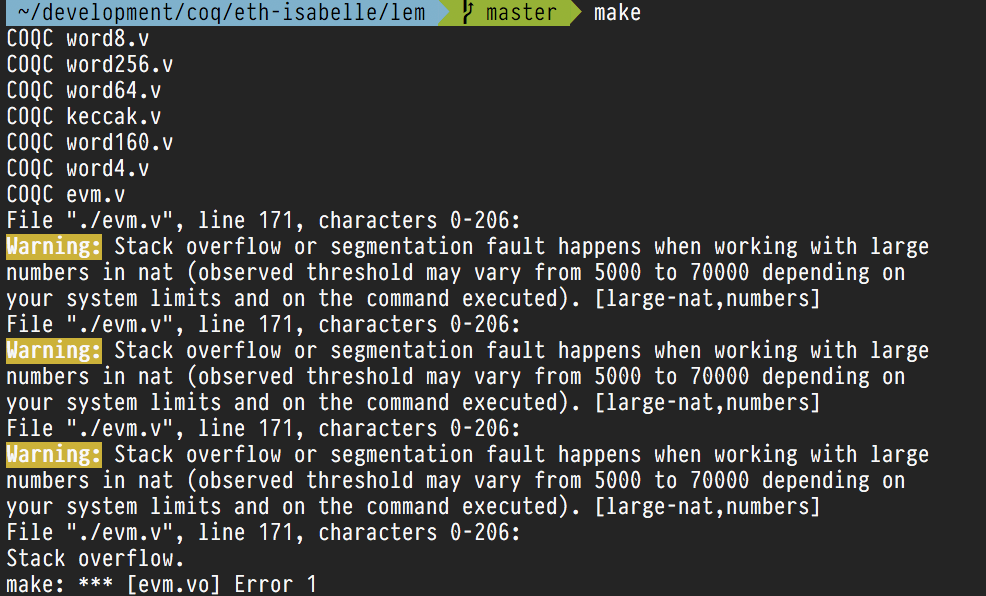 ~/development/coq/eth-isabelle/lem master make
COQC word8.v
COQC word256.v
COQC word64.v
COQC keccak.v
COQC word160.v
COQC word4.v
COQC evm.v
File "./evm.v", line 171, characters 0-206:
Warning: Stack overflow or segmentation fault happens when working with large
numbers in nat (observed threshold may vary from 5000 to 70000 depending on
your system limits and on the command executed). [large-nat,numbers]
File "./evm.v", line 171, characters 0-206:
Warning: Stack overflow or segmentation fault happens when working with large
numbers in nat (observed threshold may vary from 5000 to 70000 depending on
your system limits and on the command executed). [large-nat,numbers]
File "./evm.v", line 171, characters 0-206:
Warning: Stack overflow or segmentation fault happens when working with large
numbers in nat (observed threshold may vary from 5000 to 70000 depending on
your system limits and on the command executed). [large-nat,numbers]
File "./evm.v", line 171, characters 0-206:
Stack overflow.
make: *** [evm.vo] Error 1